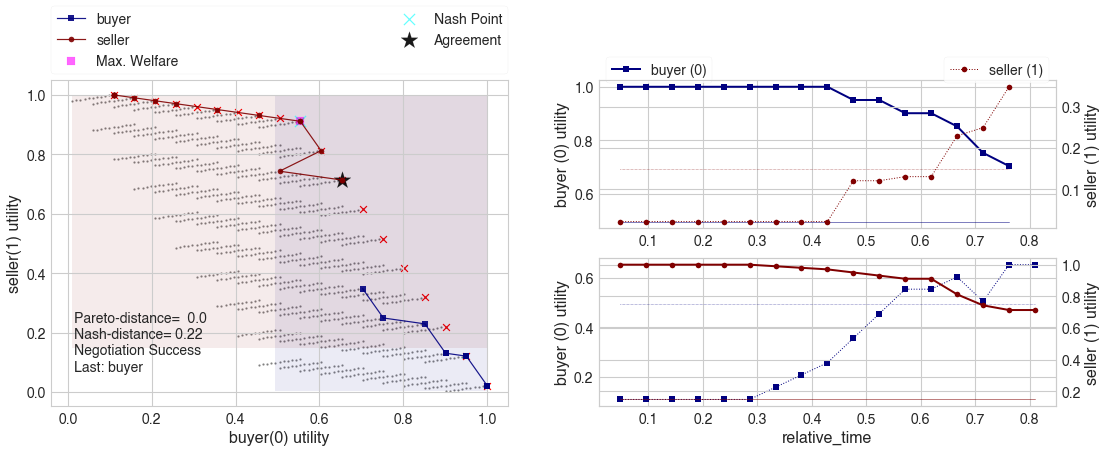 buyer
seller
Max. Welfare
Nash Point
Agreement
1.0
0.8
0.6
0.4
0.2
0.0
seller(1) utility
Pareto-distance=  0.0
Nash-distance= 0.22
Negotiation Success
Last: buyer
0.0 0.2 0.4 0.6 0.8 1.0
buyer(0) utility
buyer (0)
seller (1)
1.0
0.8
0.6
buyer (0) utility
0.3
0.2
0.1
seller (1) utility
0.1 0.2 0.3 0.4 0.5 0.6 0.7 0.8
0.6
0.4
0.2
buyer (0) utility
1.0
0.8
0.6
0.4
0.2
seller (1) utility
0.1 0.2 0.3 0.4 0.5 0.6 0.7 0.8
relative_time